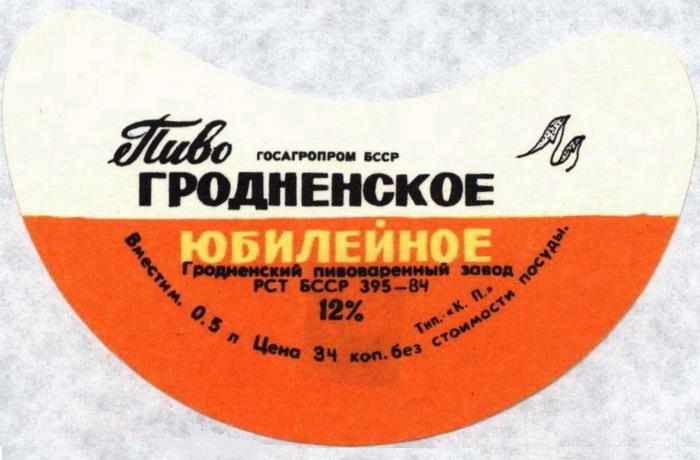 Пиво
ГОСАГРОПРОМ БССР
ГРОДНЕНСКОЕ
ЮБИЛЕЙНОЕ
Гродненский пивоваренный завод
РСТ БССР 395—84
12%
Тип. «К. П.»
Вместим. 0.5 л Цена 34 коп. без стоимости посуды.